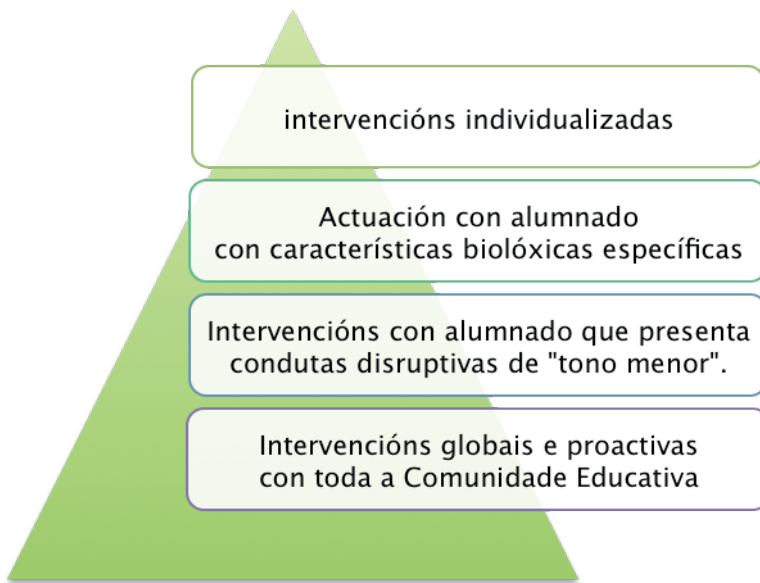 intervencións individualizadas
Actuación con alumnado
con característícas biolóxicas específicas
Intervencións con alumnado que presenta
condutas disruptivas de "tono menor".
Intervencións globais e proactivas
con toda a Comunidade Educativa